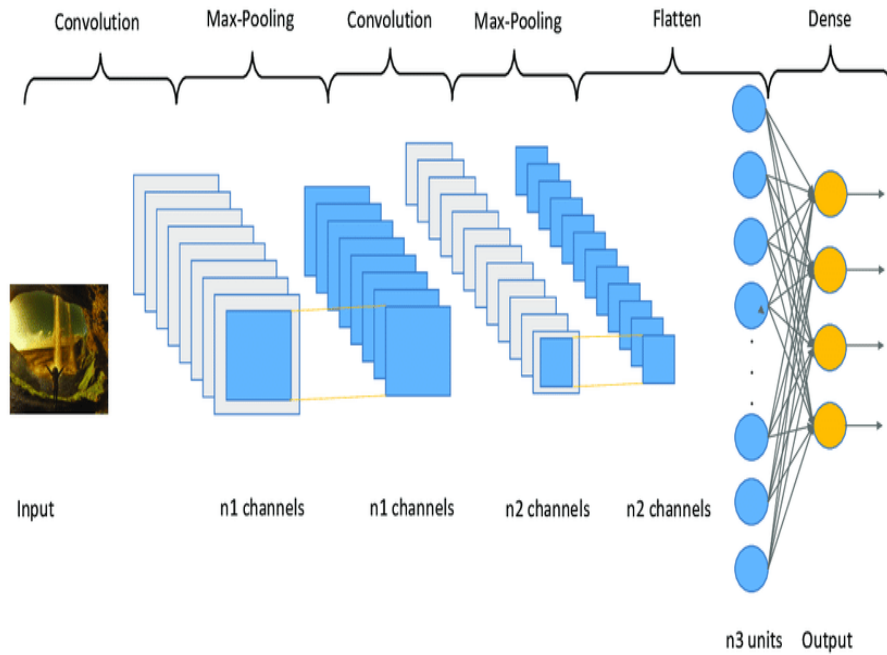 Convolution
Max-Pooling
Convolution
Max-Pooling
Flatten
Dense
Input
n1 channels
n1 channels
n2 channels
n2 channels
n3 units
Output